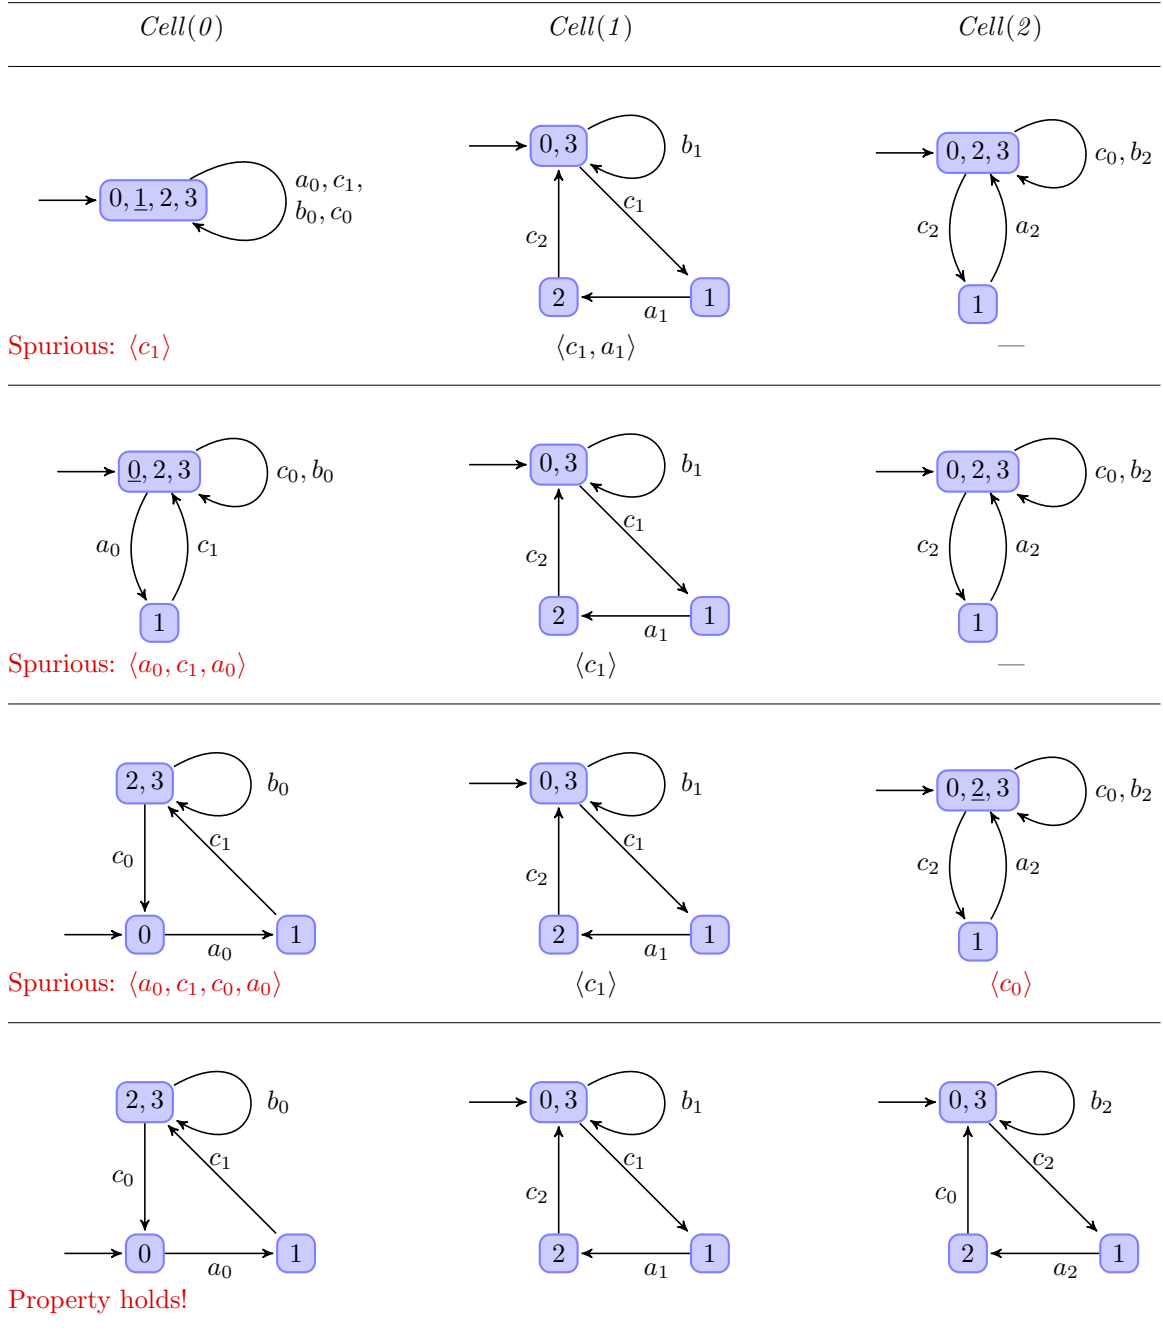 Cell(0) Cell(1) Cell(2)
0, 1, 2, 3
a₀, c₁,
b₀, c₀
0, 3
b₁
c₁
c₂
2
a₁
1
0, 2, 3
c₀, b₂
c₂
a₂
1
Spurious: ⟨c₁⟩ ⟨c₁, a₁⟩ —
0, 2, 3
c₀, b₀
a₀
c₁
1
0, 3
b₁
c₁
c₂
2
a₁
1
0, 2, 3
c₀, b₂
c₂
a₂
1
Spurious: ⟨a₀, c₁, a₀⟩ ⟨c₁⟩ —
2, 3
b₀
c₁
c₀
0
a₀
1
0, 3
b₁
c₁
c₂
2
a₁
1
0, 2, 3
c₀, b₂
c₂
a₂
1
Spurious: ⟨a₀, c₁, c₀, a₀⟩ ⟨c₁⟩ ⟨c₀⟩
2, 3
b₀
c₁
c₀
0
a₀
1
0, 3
b₁
c₁
c₂
2
a₁
1
0, 3
b₂
c₂
c₀
2
a₂
1
Property holds!